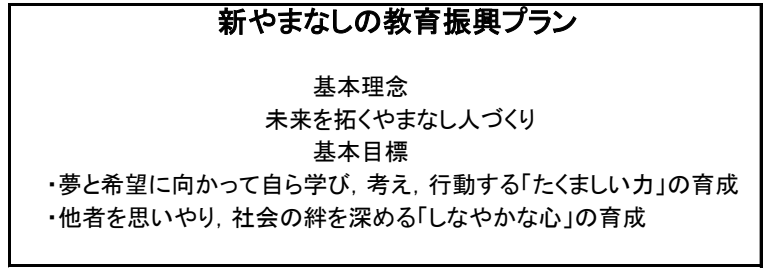 新やまなしの教育振興プラン
基本理念
未来を拓くやまなし人づくり
基本目標
・夢と希望に向かって自ら学び，考え，行動する｢たくましい力｣の育成
・他者を思いやり，社会の絆を深める｢しなやかな心｣の育成